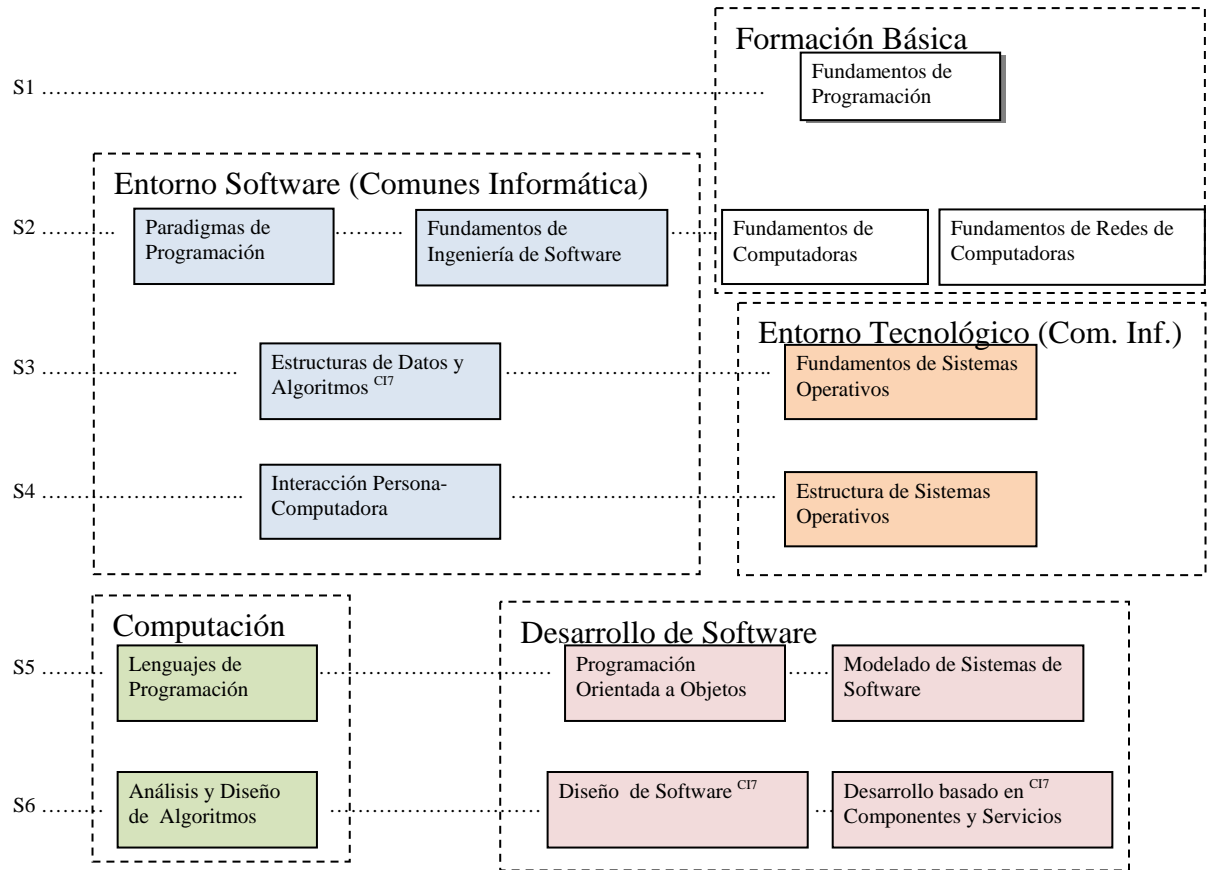 Formación Básica
S1 ……………………………………………………………………………
Fundamentos de
Programación
Entorno Software (Comunes Informática)
S2 ………..
Paradigmas de
Programación
………
Fundamentos de
Ingeniería de Software
……
Fundamentos de
Computadoras
Fundamentos de Redes de
Computadoras
Entorno Tecnológico (Com. Inf.)
S3 ……………………
Estructuras de Datos y
Algoritmos CI7
……………………………
Fundamentos de Sistemas
Operativos
S4 ……………………..
Interacción Persona-
Computadora
……………………………..
Estructura de Sistemas
Operativos
Computación
Desarrollo de Software
S5 ………
Lenguajes de
Programación
…………………………
Programación
Orientada a Objetos
……
Modelado de Sistemas de
Software
S6 ………
Análisis y Diseño
de Algoritmos
……………………
Diseño de Software CI7
…
Desarrollo basado en CI7
Componentes y Servicios